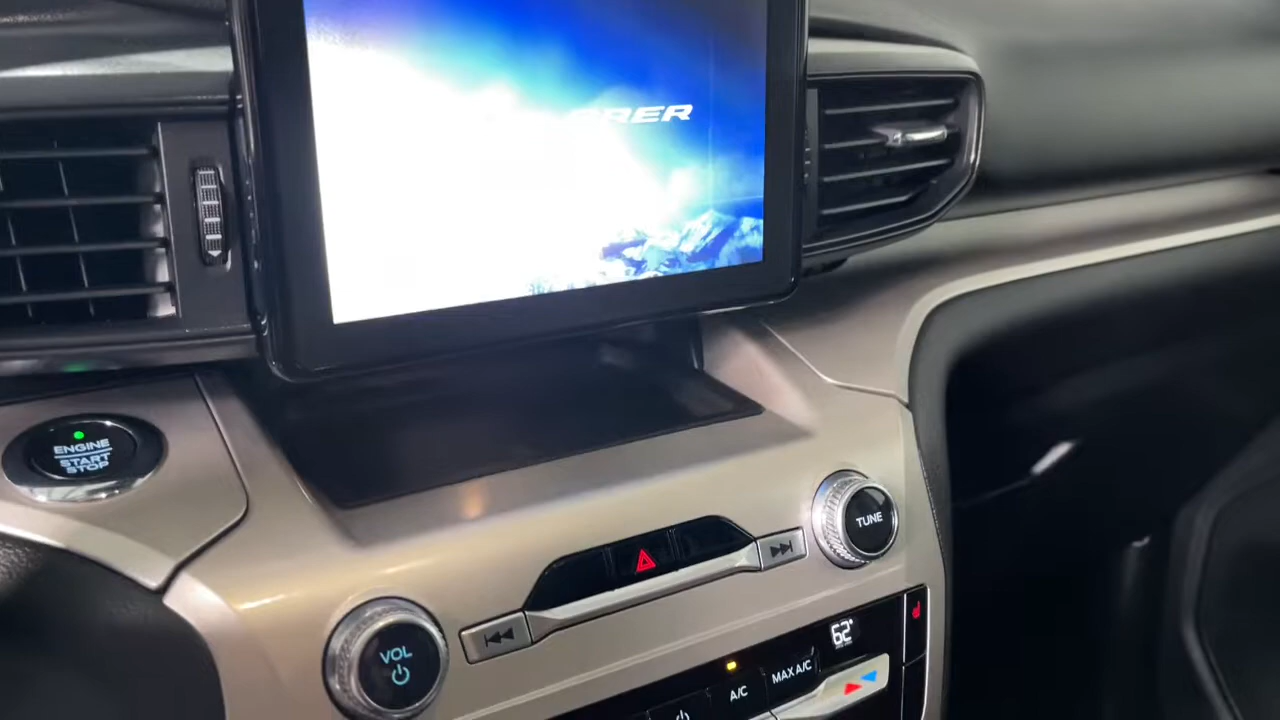 RER
ENGINE
START
STOP
TUNE
VOL
62°
MAX A/C
A/C